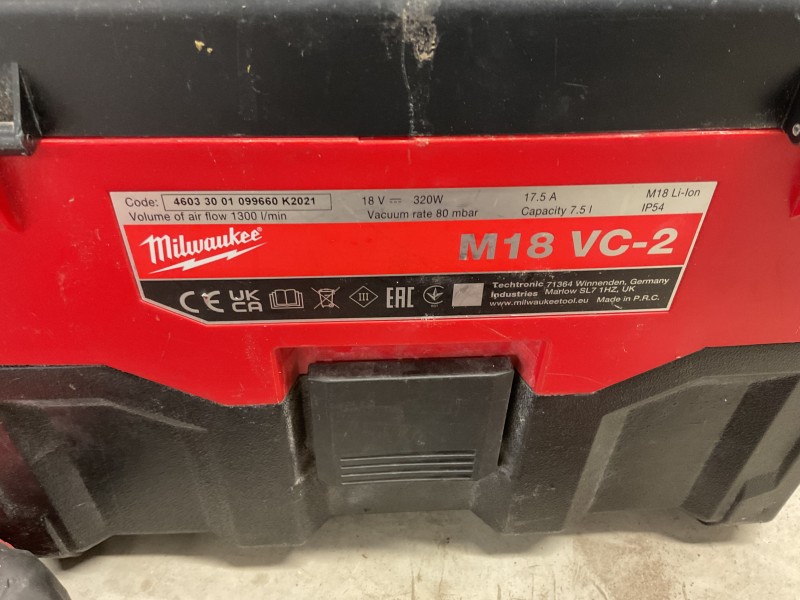 Code: 4603 30 01 099660 K2021 18 V 320W 17.5 A M18 Li-Ion
Volume of air flow 1300 l/min Vacuum rate 80 mbar Capacity 7.5 l IP54
Milwaukee® M18 VC-2
CE UK CA III EAC
Techtronic 71364 Winnenden, Germany
Industries Marlow SL7 1HZ, UK
www.milwaukeetool.eu Made in P.R.C.